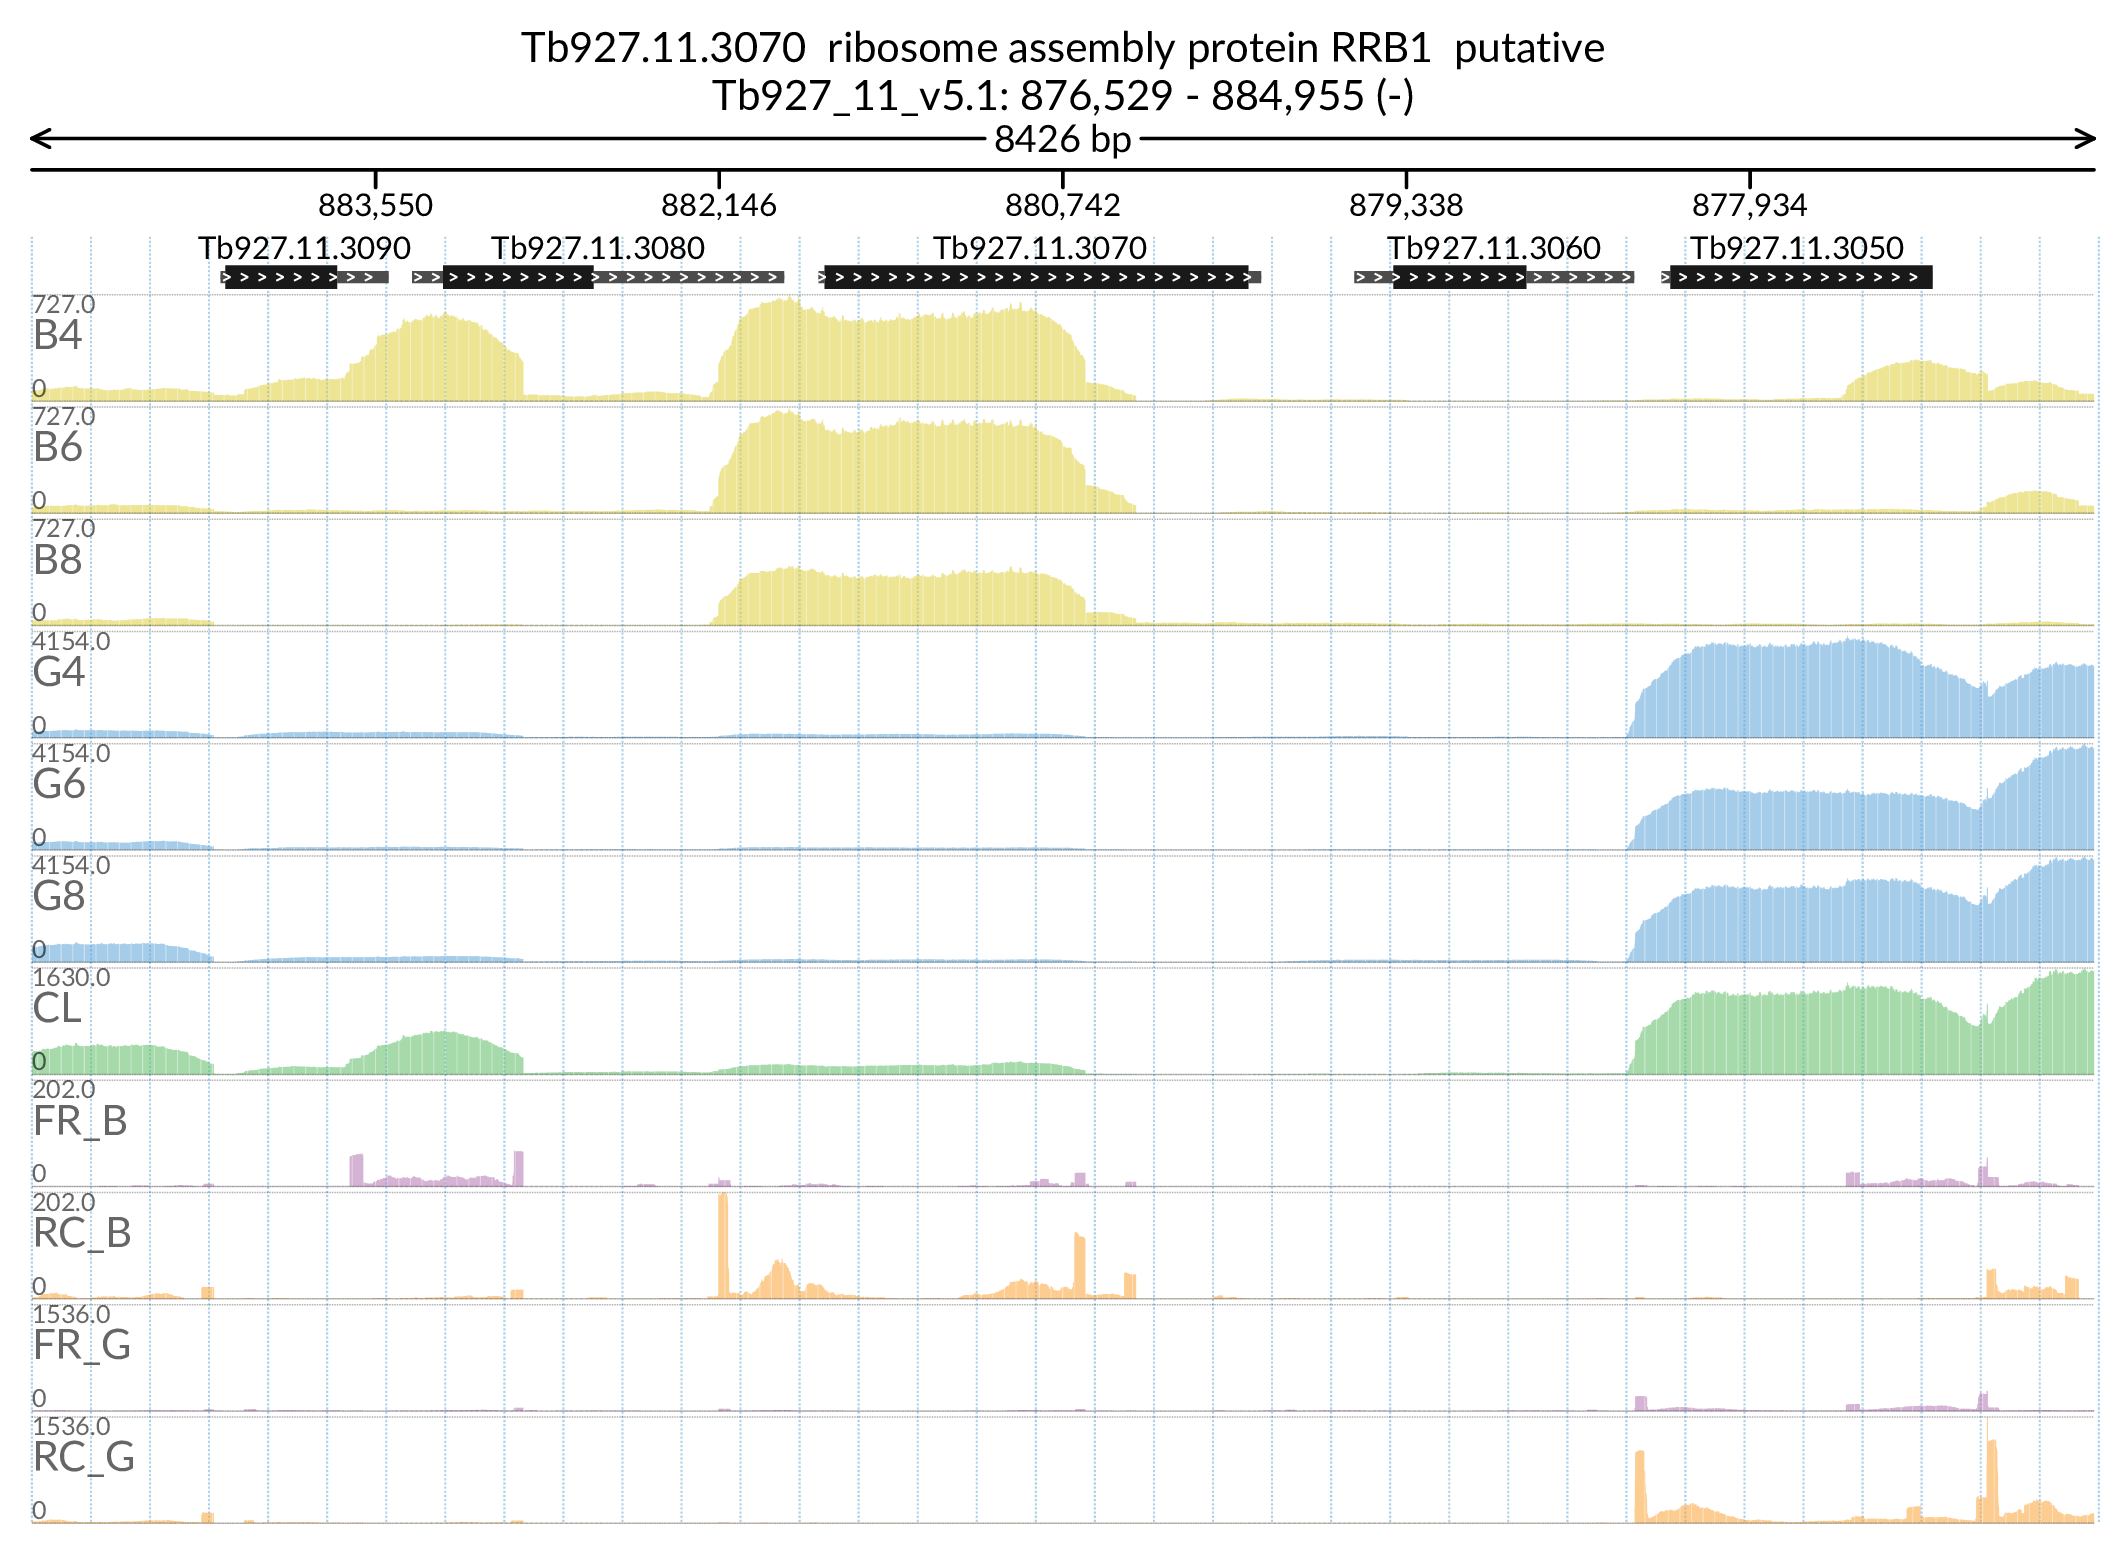 Tb927.11.3070  ribosome assembly protein RRB1  putative
Tb927_11_v5.1: 876,529 - 884,955 (-)
8426 bp
883,550 882,146 880,742 879,338 877,934
Tb927.11.3090 Tb927.11.3080 Tb927.11.3070 Tb927.11.3060 Tb927.11.3050
727.0
B4
0
727.0
B6
0
727.0
B8
0
4154.0
G4
0
4154.0
G6
0
4154.0
G8
0
1630.0
CL
0
202.0
FR_B
0
202.0
RC_B
0
1536.0
FR_G
0
1536.0
RC_G
0